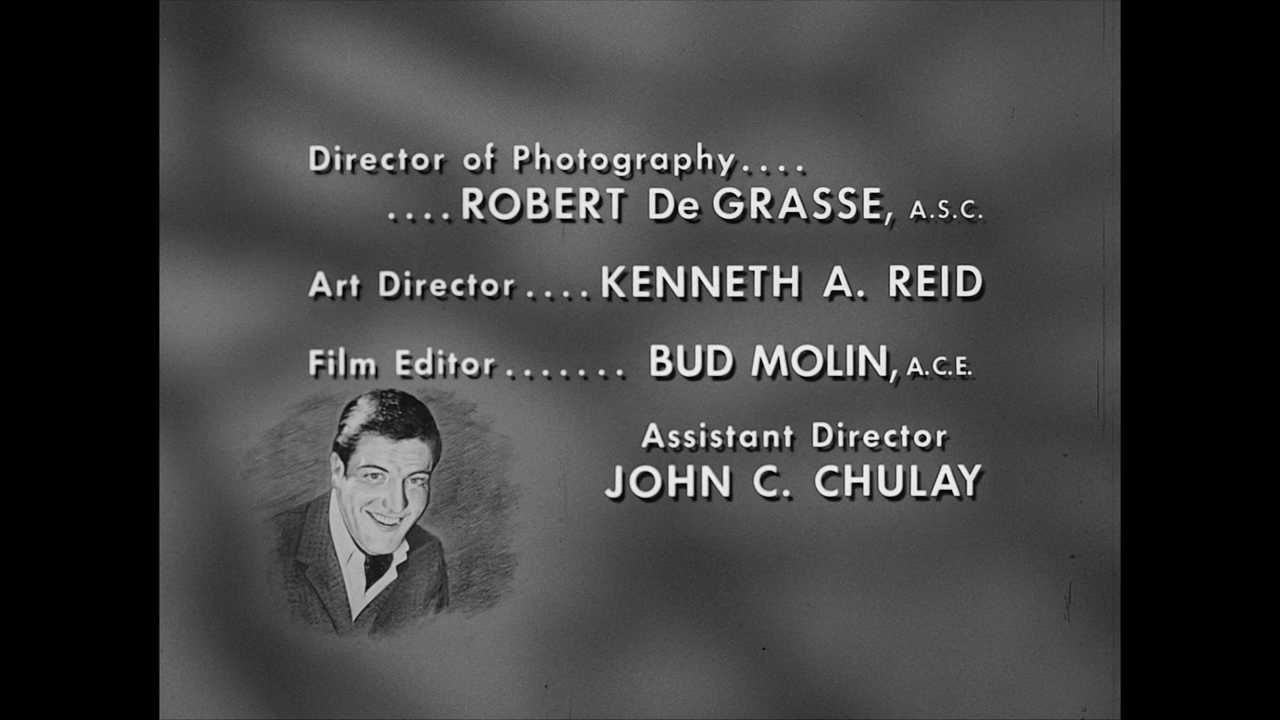 Director of Photography....
....ROBERT De GRASSE, A.S.C.
Art Director....KENNETH A. REID
Film Editor....... BUD MOLIN, A.C.E.
Assistant Director
JOHN C. CHULAY